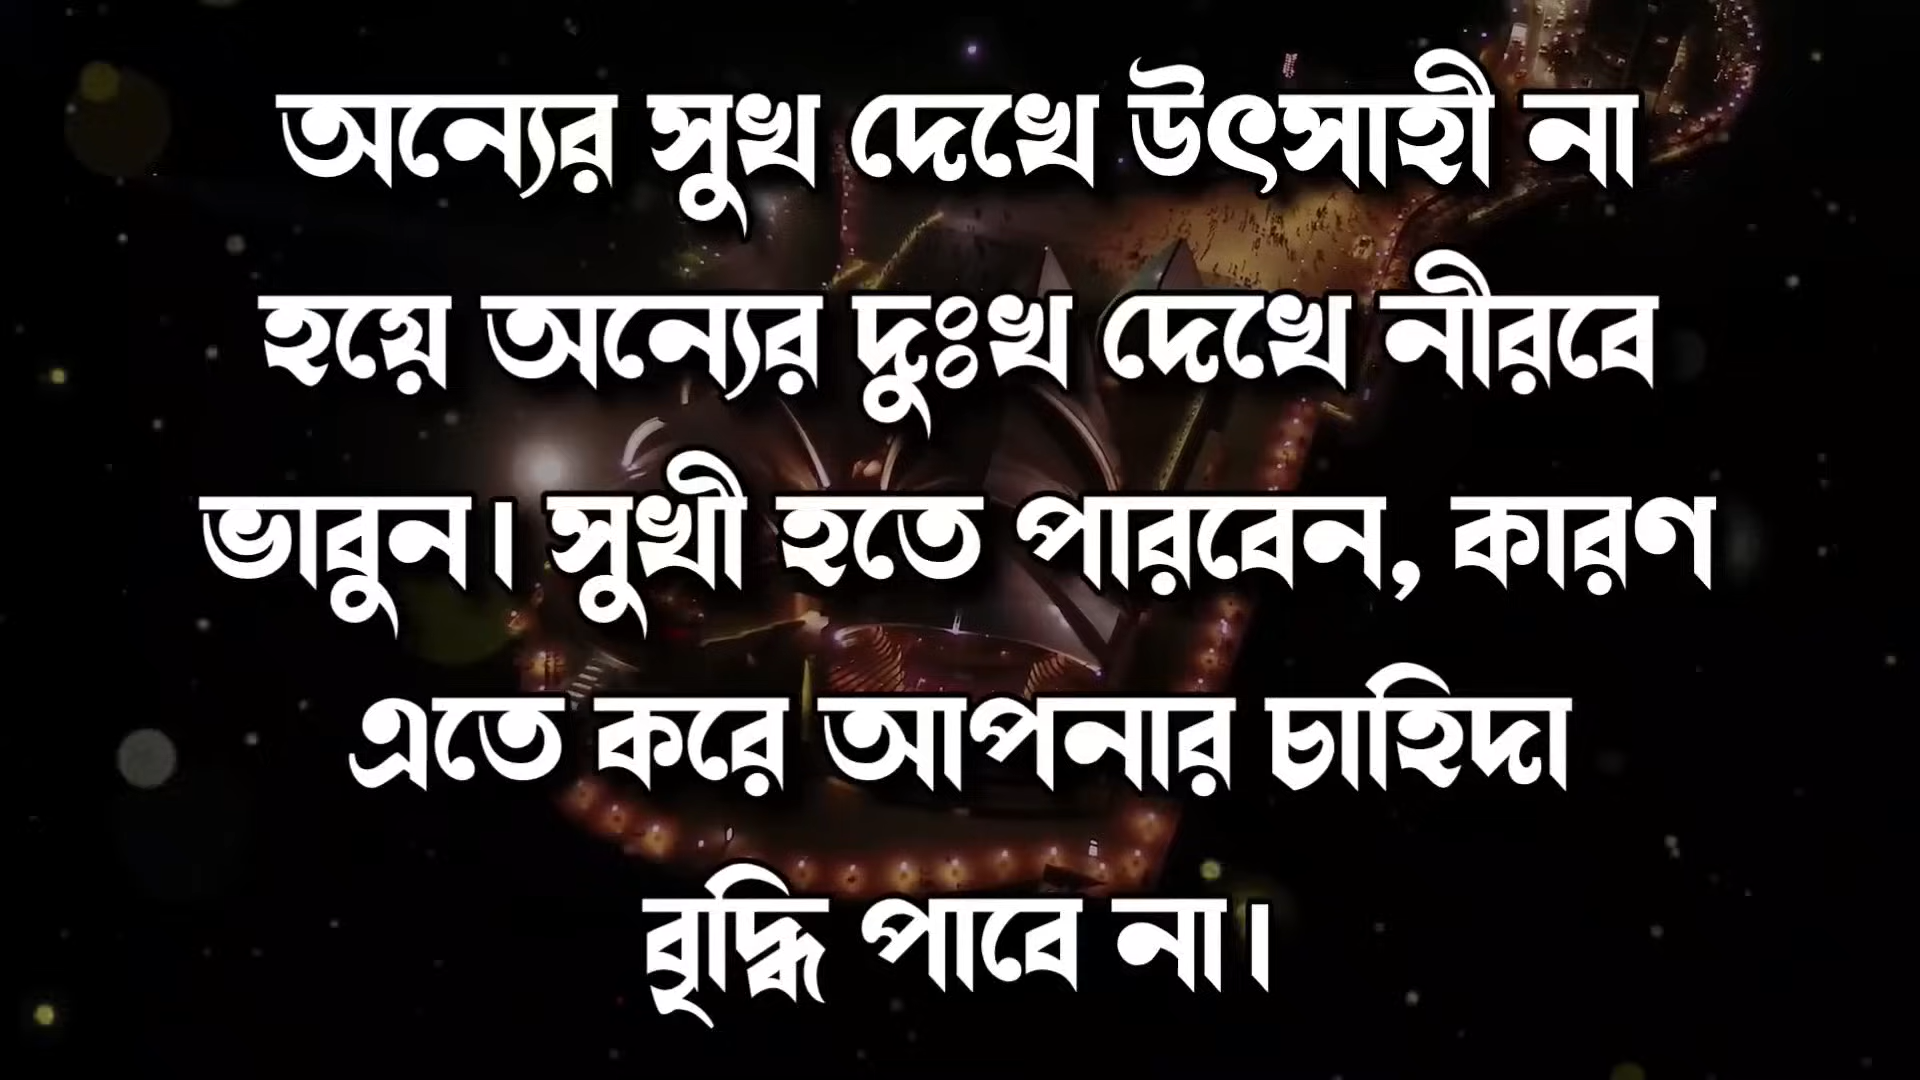 অন্যের সুখ দেখে উৎসাহী না
হয়ে অন্যের দুঃখ দেখে নীরবে
ভাবুন। সুখী হতে পারবেন, কারণ
এতে করে আপনার চাহিদা
বৃদ্ধি পাবে না।